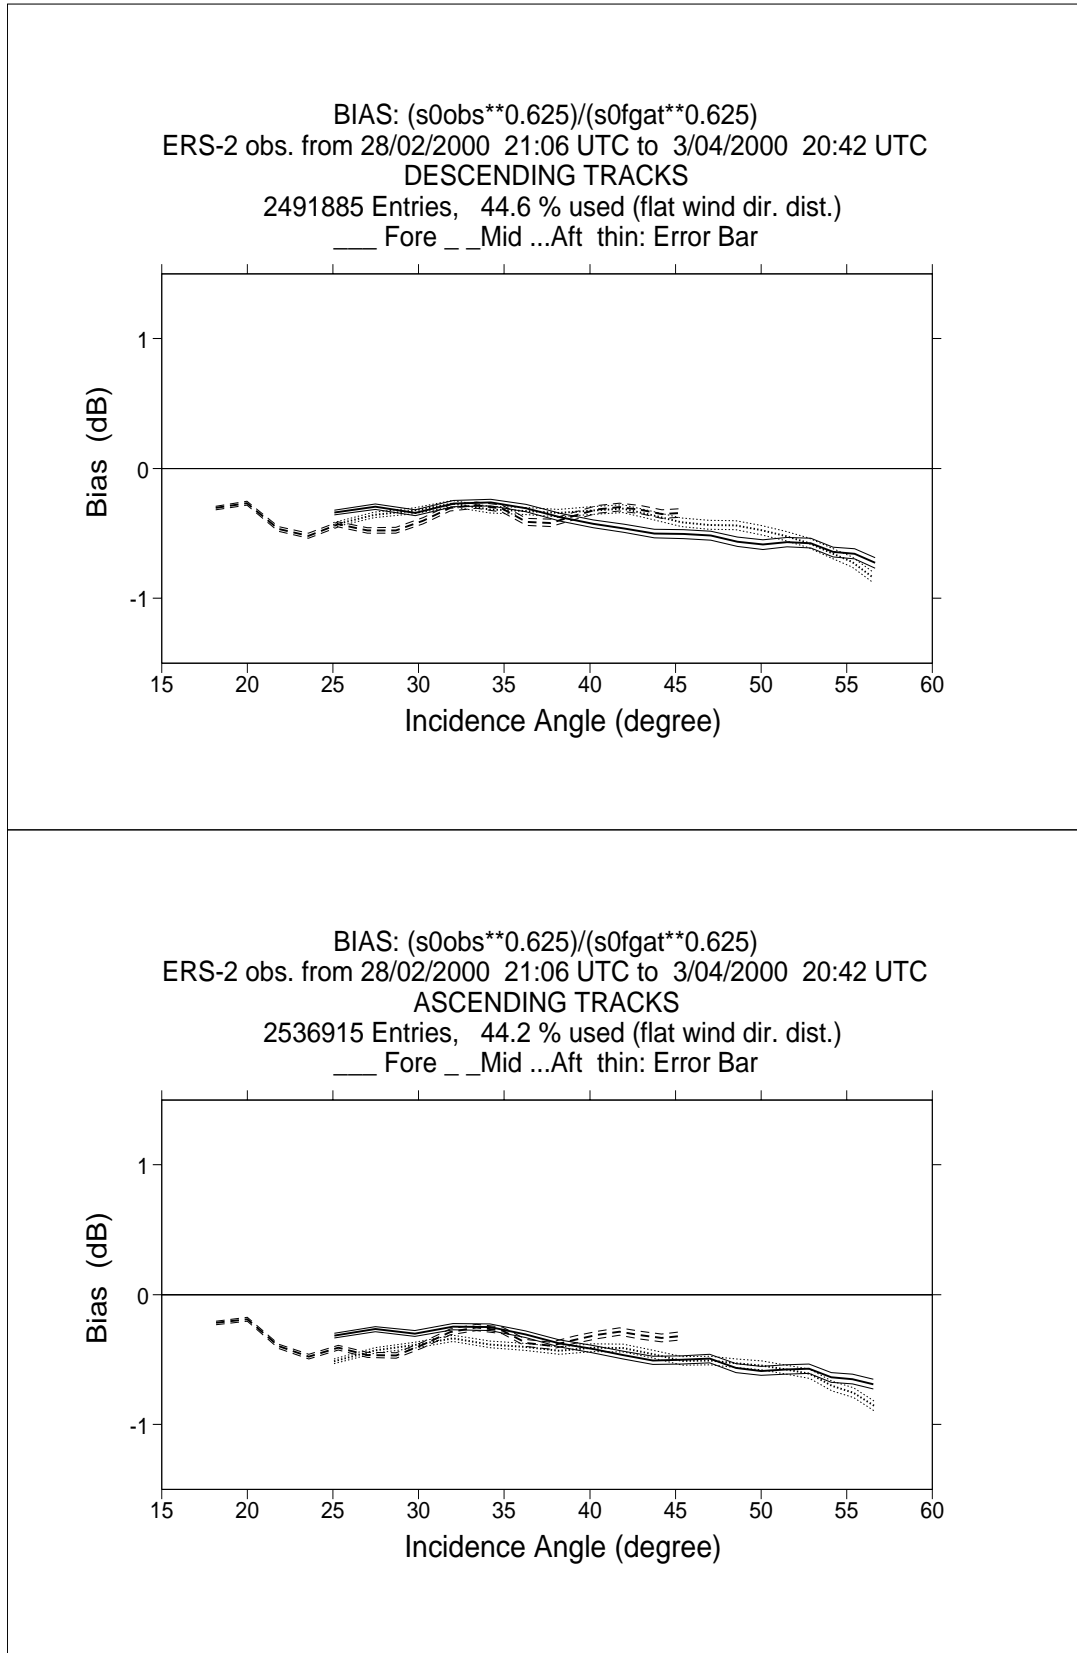 BIAS: (s0obs**0.625)/(s0fgat**0.625)
ERS-2 obs. from 28/02/2000 21:06 UTC to 3/04/2000 20:42 UTC
DESCENDING TRACKS
2491885 Entries, 44.6 % used (flat wind dir. dist.)
___ Fore _ _Mid ...Aft thin: Error Bar
1
0
-1
Bias (dB)
15 20 25 30 35 40 45 50 55 60
Incidence Angle (degree)
BIAS: (s0obs**0.625)/(s0fgat**0.625)
ERS-2 obs. from 28/02/2000 21:06 UTC to 3/04/2000 20:42 UTC
ASCENDING TRACKS
2536915 Entries, 44.2 % used (flat wind dir. dist.)
___ Fore _ _Mid ...Aft thin: Error Bar
1
0
-1
Bias (dB)
15 20 25 30 35 40 45 50 55 60
Incidence Angle (degree)